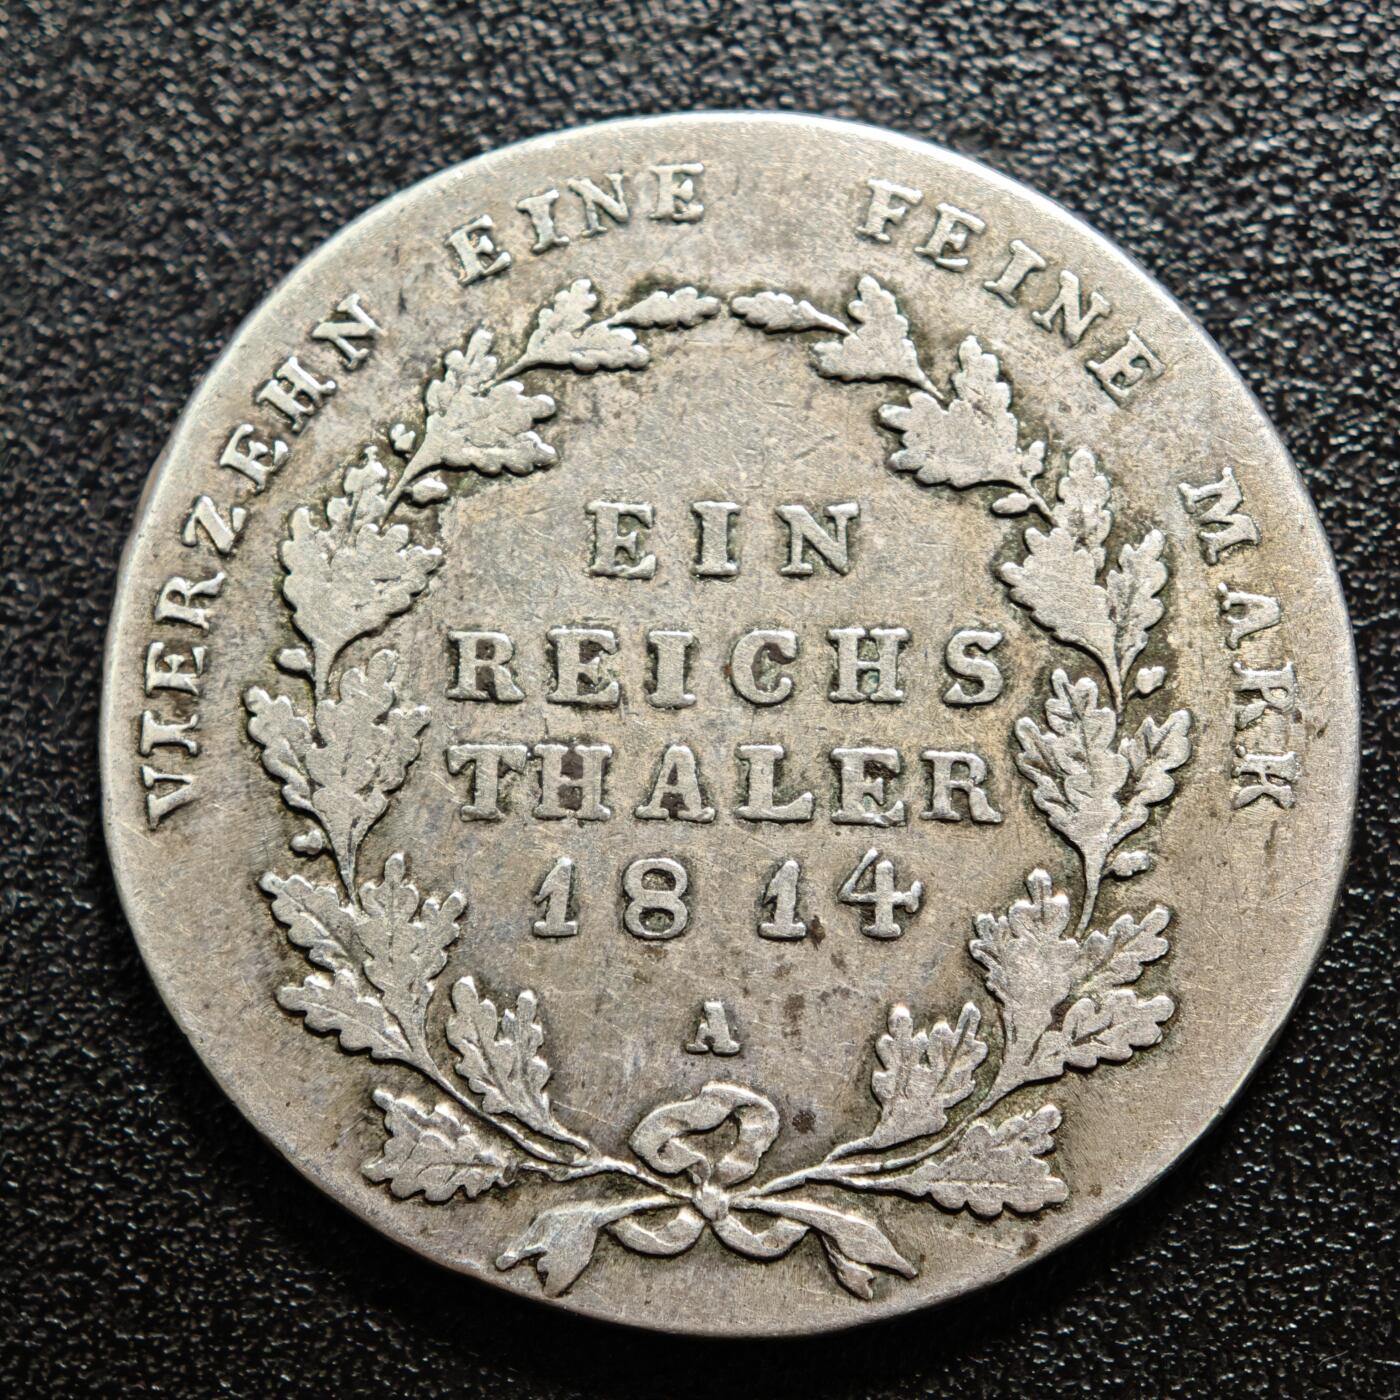 VIERZEHN EINE FEINE MARK
EIN
REICHS
THALER
1814
A